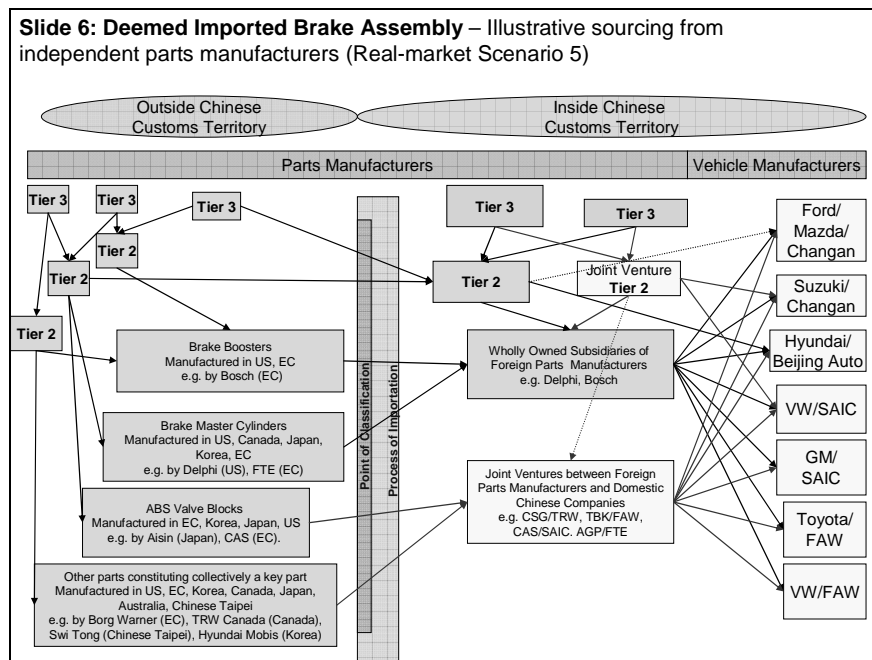 Slide 6: Deemed Imported Brake Assembly – Illustrative sourcing from
independent parts manufacturers (Real-market Scenario 5)
Outside Chinese
Customs Territory
Inside Chinese
Customs Territory
Parts Manufacturers
Vehicle Manufacturers
Tier 3
Tier 3
Tier 3
Tier 3
Tier 3
Tier 2
Tier 2
Tier 2
Tier 2
Joint Venture
Tier 2
Brake Boosters
Manufactured in US, EC
e.g. by Bosch (EC)
Brake Master Cylinders
Manufactured in US, Canada, Japan,
Korea, EC
e.g. by Delphi (US), FTE (EC)
ABS Valve Blocks
Manufactured in EC, Korea, Japan, US
e.g. by Aisin (Japan), CAS (EC).
Other parts constituting collectively a key part
Manufactured in US, EC, Korea, Canada, Japan,
Australia, Chinese Taipei
e.g. by Borg Warner (EC), TRW Canada (Canada),
Swi Tong (Chinese Taipei), Hyundai Mobis (Korea)
Point of Classification
Process of Importation
Wholly Owned Subsidiaries of
Foreign Parts Manufacturers
e.g. Delphi, Bosch
Joint Ventures between Foreign
Parts Manufacturers and Domestic
Chinese Companies
e.g. CSG/TRW, TBK/FAW,
CAS/SAIC. AGP/FTE
Ford/
Mazda/
Changan
Suzuki/
Changan
Hyundai/
Beijing Auto
VW/SAIC
GM/
SAIC
Toyota/
FAW
VW/FAW